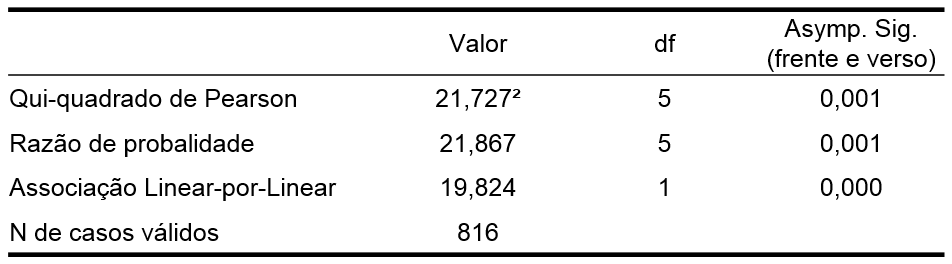 Valor df Asymp. Sig. (frente e verso)
Qui-quadrado de Pearson 21,727² 5 0,001
Razão de probalidade 21,867 5 0,001
Associação Linear-por-Linear 19,824 1 0,000
N de casos válidos 816